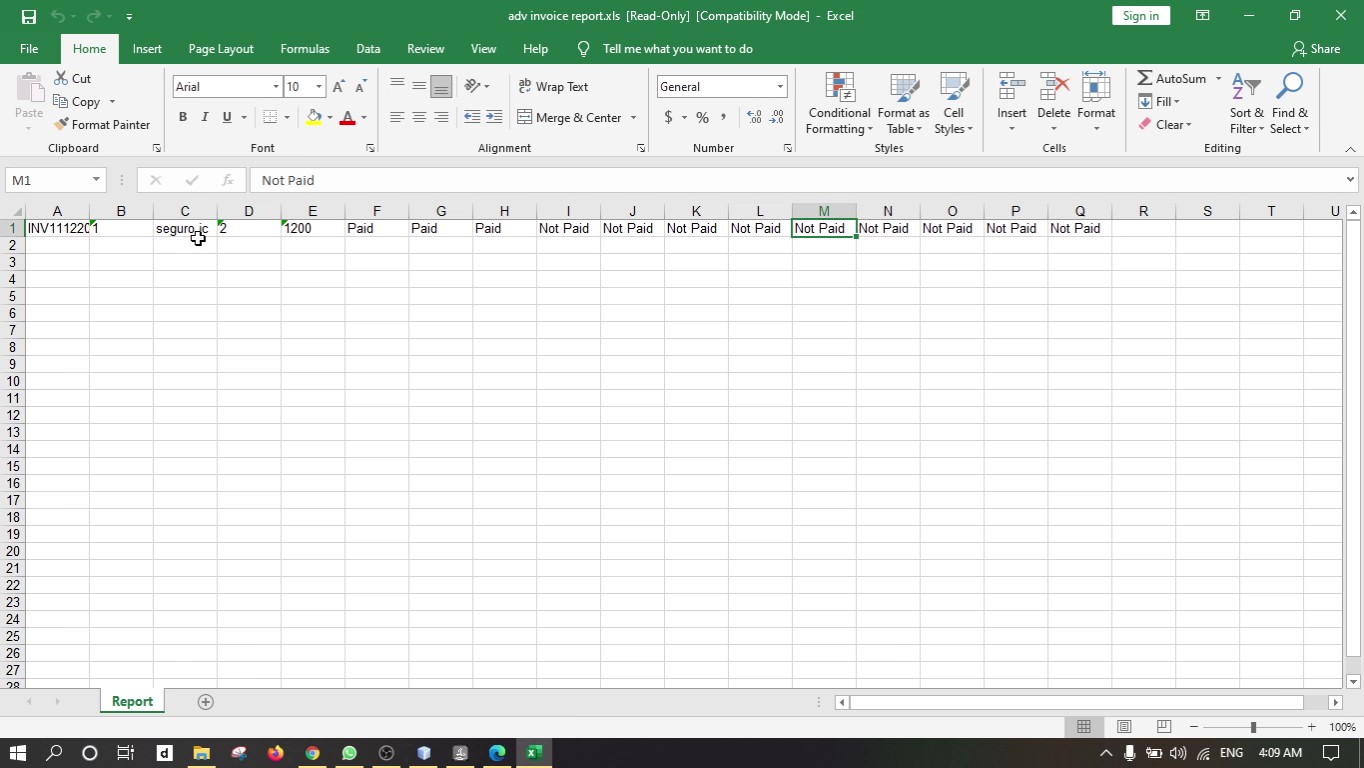 adv invoice report.xls [Read-Only] [Compatibility Mode] - Excel
Sign in
File Home Insert Page Layout Formulas Data Review View Help Tell me what you want to do Share
Paste
Cut
Copy
Format Painter
Clipboard
Arial 10
B I U
Font
Wrap Text
Merge & Center
Alignment
General
$ % ,
Number
Conditional Formatting
Format as Table
Cell Styles
Styles
Insert Delete Format
Cells
AutoSum
Fill
Clear
Sort & Filter
Find & Select
Editing
M1 fx Not Paid
A B C D E F G H I J K L M N O P Q R S T U
1 INV111220 1 seguro.ic 2 1200 Paid Paid Paid Not Paid Not Paid Not Paid Not Paid Not Paid Not Paid Not Paid Not Paid Not Paid
2
3
4
5
6
7
8
9
10
11
12
13
14
15
16
17
18
19
20
21
22
23
24
25
26
27
28
Report
100%
ENG 4:09 AM